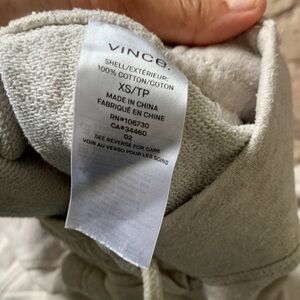 VINCE.
SHELL/EXTÉRIEUR:
100% COTTON/COTON
XS/TP
MADE IN CHINA
FABRIQUÉ EN CHINE
RN#106730
CA#34460
02
SEE REVERSE FOR CARE
VOIR AU VERSO POUR LES SOINS